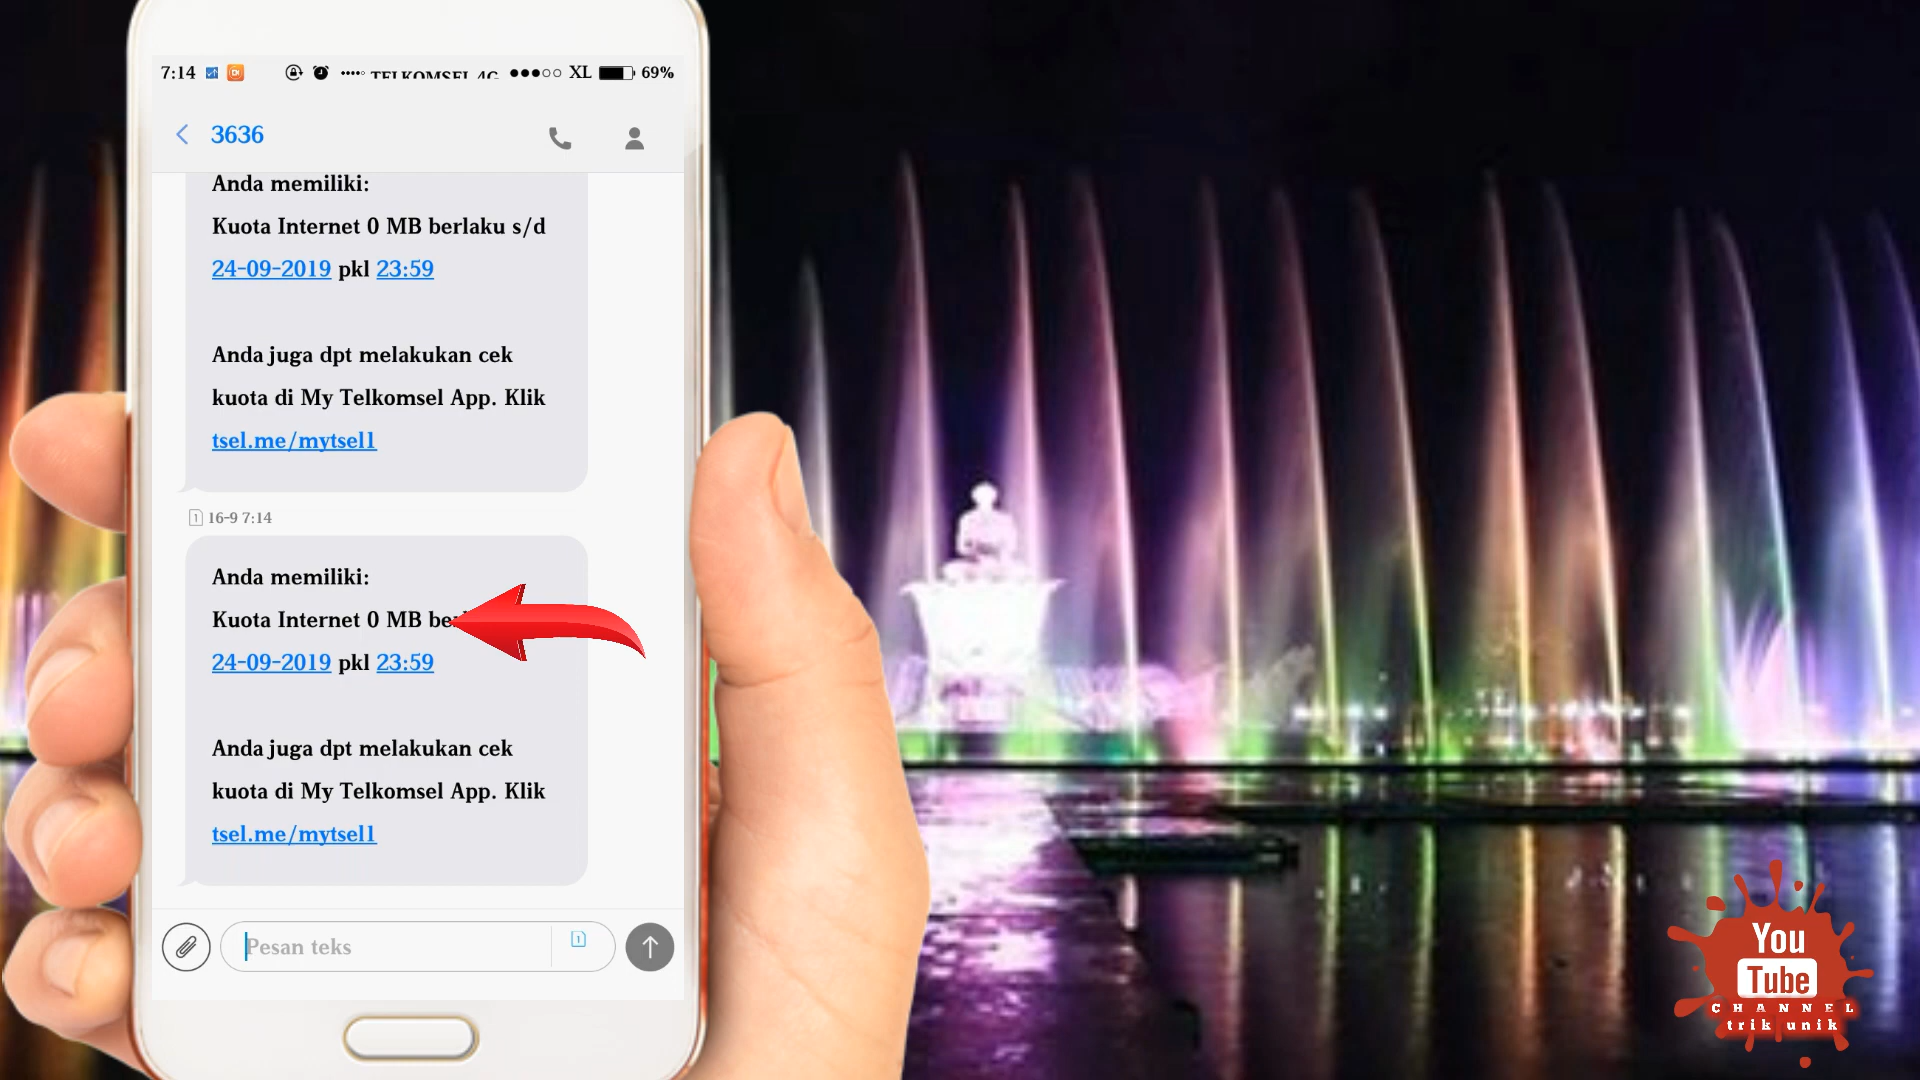 7:14 TELKOMSEL 4G XL 69%
3636
Anda memiliki:
Kuota Internet 0 MB berlaku s/d
24-09-2019 pkl 23:59
Anda juga dpt melakukan cek
kuota di My Telkomsel App. Klik
tsel.me/mytsel1
1 16-9 7:14
Anda memiliki:
Kuota Internet 0 MB
24-09-2019 pkl 23:59
Anda juga dpt melakukan cek
kuota di My Telkomsel App. Klik
tsel.me/mytsel1
Pesan teks 1
You
Tube
CHANNEL
trik unik